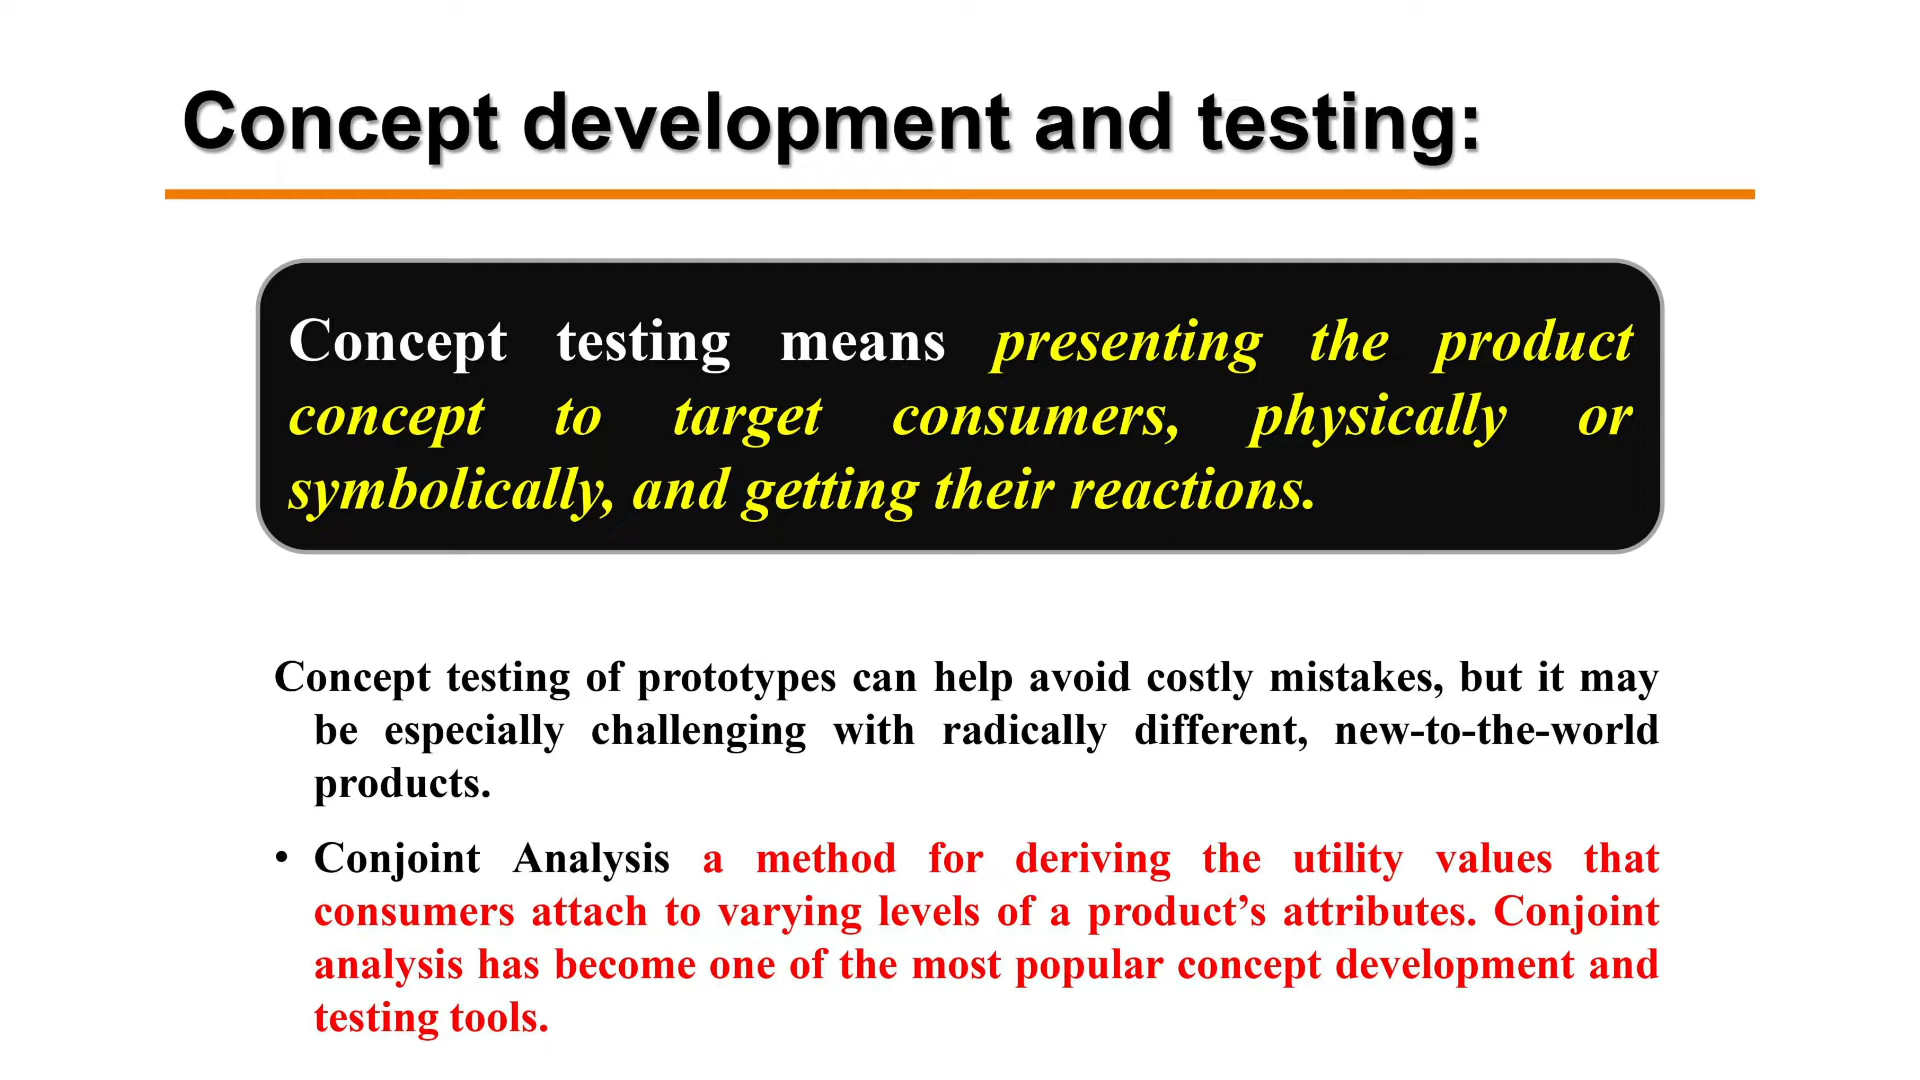 Concept development and testing:
Concept testing means presenting the product
concept to target consumers, physically or
symbolically, and getting their reactions.
Concept testing of prototypes can help avoid costly mistakes, but it may
be especially challenging with radically different, new-to-the-world
products.
• Conjoint Analysis a method for deriving the utility values that
consumers attach to varying levels of a product’s attributes. Conjoint
analysis has become one of the most popular concept development and
testing tools.